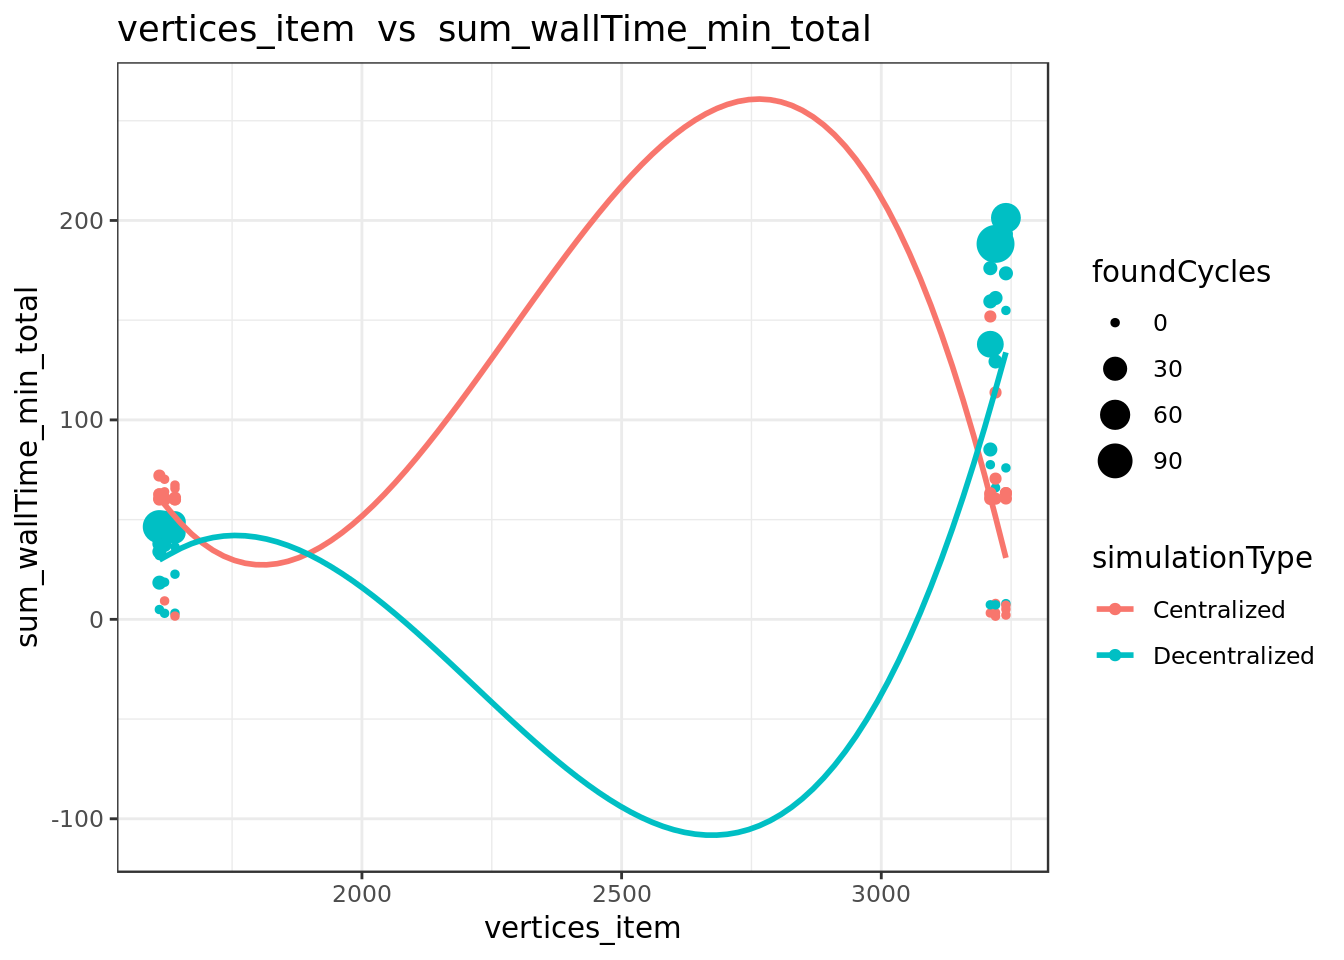 vertices_item vs sum_wallTime_min_total
sum_wallTime_min_total
200
100
0
-100
2000
2500
3000
vertices_item
foundCycles
0
30
60
90
simulationType
Centralized
Decentralized